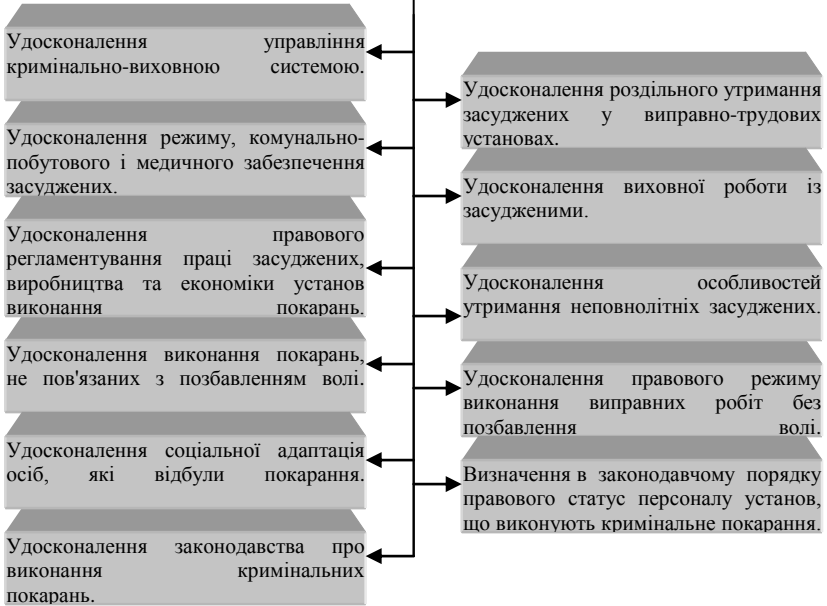 Удосконалення управління
кримінально-виховною системою.
Удосконалення режиму, комунально-
побутового і медичного забезпечення
засуджених.
Удосконалення правового
регламентування праці засуджених,
виробництва та економіки установ
виконання покарань.
Удосконалення виконання покарань,
не пов'язаних з позбавленням волі.
Удосконалення соціальної адаптація
осіб, які відбули покарання.
Удосконалення законодавства про
виконання кримінальних
покарань.
Удосконалення роздільного утримання
засуджених у виправно-трудових
установах.
Удосконалення виховної роботи із
засудженими.
Удосконалення особливостей
утримання неповнолітніх засуджених.
Удосконалення правового режиму
виконання виправних робіт без
позбавлення волі.
Визначення в законодавчому порядку
правового статус персоналу установ,
що виконують кримінальне покарання.